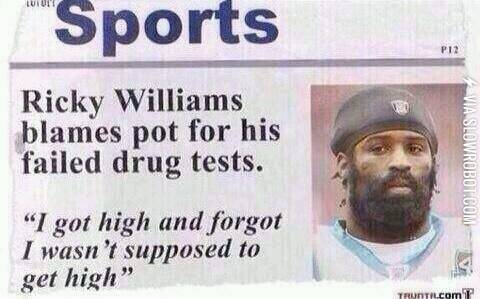 Sports
P12
Ricky Williams
blames pot for his
failed drug tests.
“I got high and forgot
I wasn’t supposed to
get high”
VIA SLOWROBOT.COM
TAUNTR.COM T